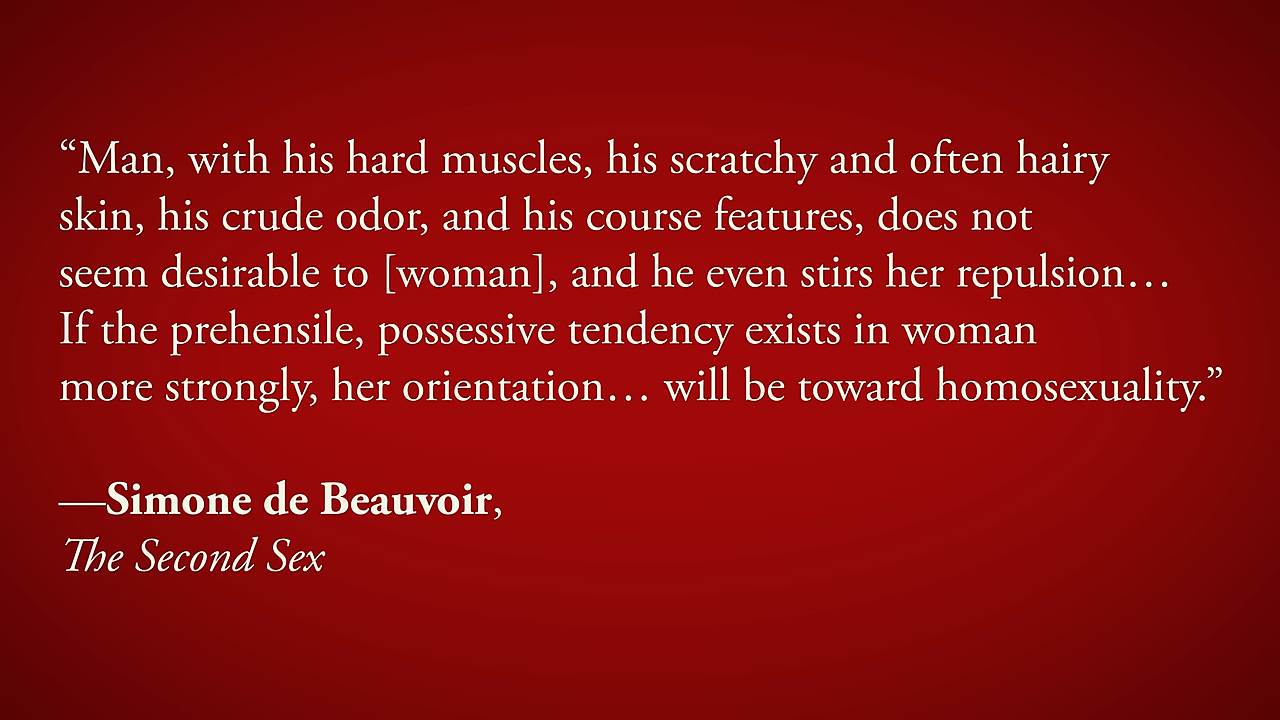 “Man, with his hard muscles, his scratchy and often hairy
skin, his crude odor, and his course features, does not
seem desirable to [woman], and he even stirs her repulsion…
If the prehensile, possessive tendency exists in woman
more strongly, her orientation… will be toward homosexuality.”
—Simone de Beauvoir,
The Second Sex